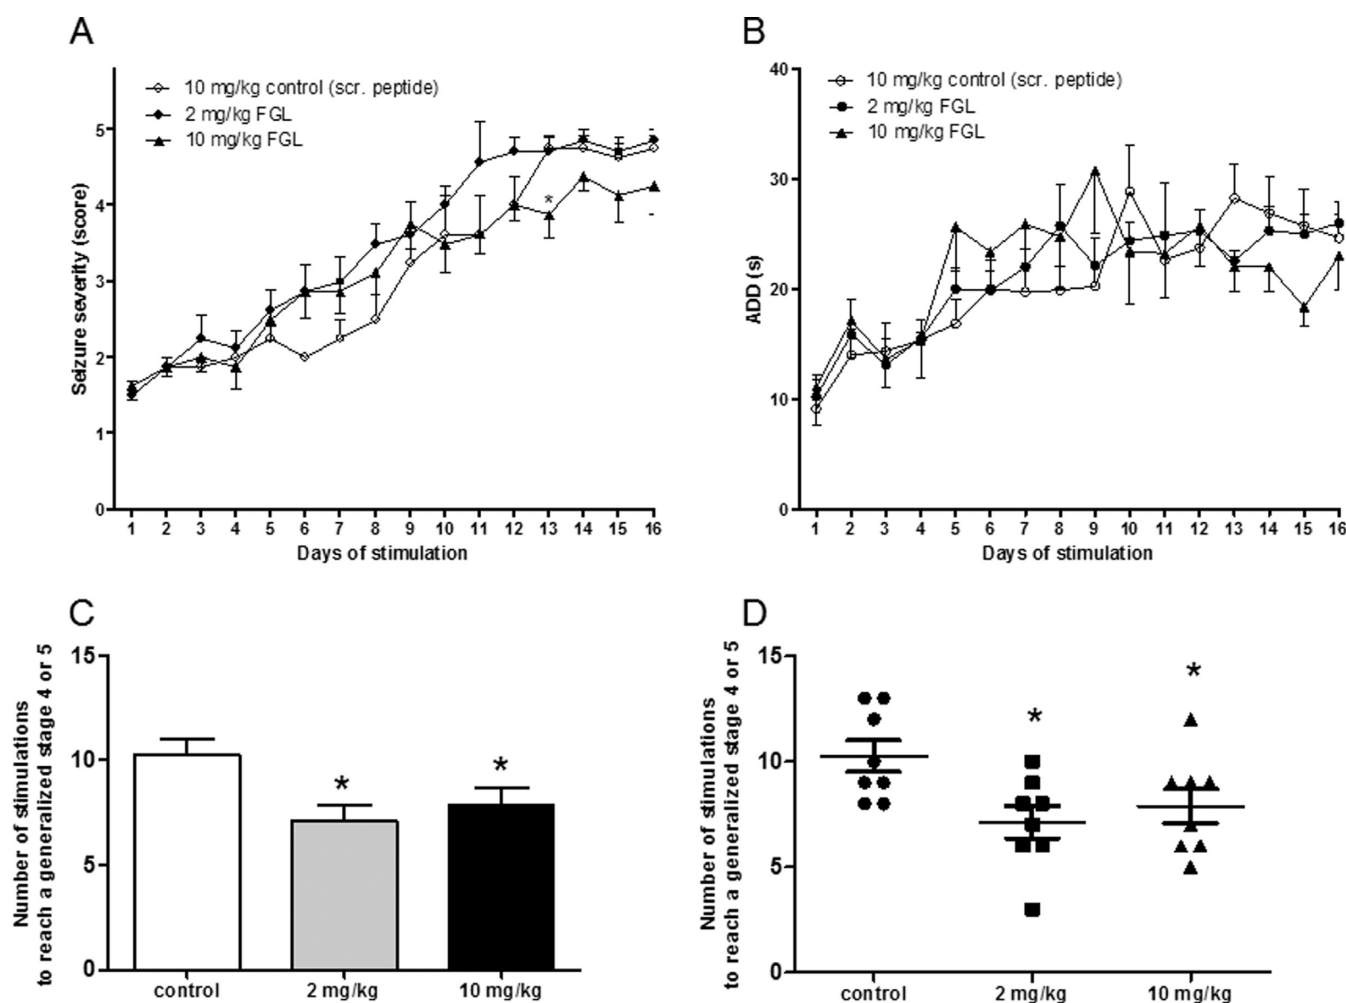 A
10 mg/kg control (scr. peptide)
2 mg/kg FGL
10 mg/kg FGL
*
Seizure severity (score)
5
4
3
2
1
0
1 2 3 4 5 6 7 8 9 10 11 12 13 14 15 16
Days of stimulation
B
10 mg/kg control (scr. peptide)
2 mg/kg FGL
10 mg/kg FGL
ADD (s)
40
30
20
10
0
1 2 3 4 5 6 7 8 9 10 11 12 13 14 15 16
Days of stimulation
C
Number of stimulations
to reach a generalized stage 4 or 5
15
10
5
0
* *
control 2 mg/kg 10 mg/kg
D
Number of stimulations
to reach a generalized stage 4 or 5
15
10
5
0
* *
control 2 mg/kg 10 mg/kg